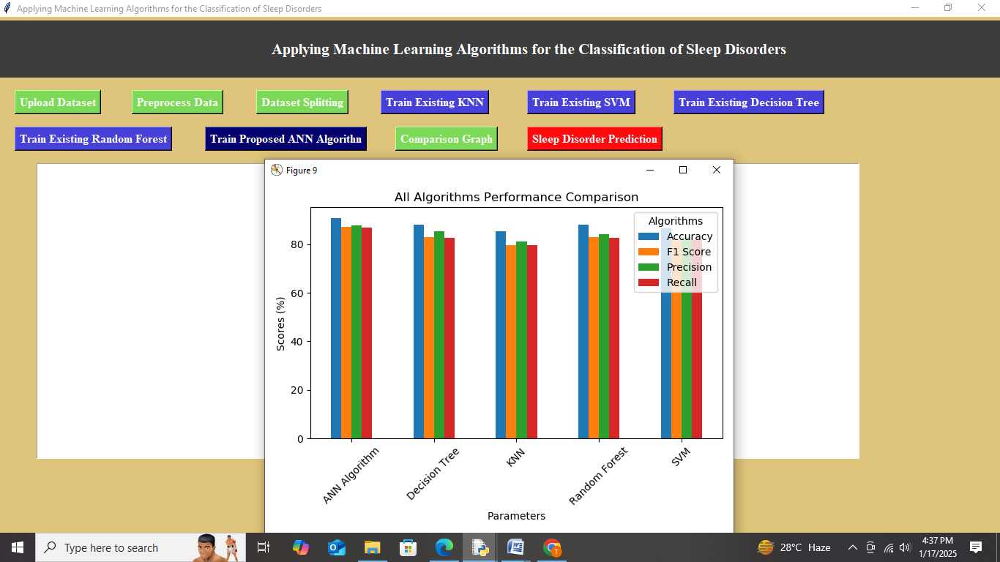 Applying Machine Learning Algorithms for the Classification of Sleep Disorders
Applying Machine Learning Algorithms for the Classification of Sleep Disorders
Upload Dataset Preprocess Data Dataset Splitting Train Existing KNN Train Existing SVM Train Existing Decision Tree
Train Existing Random Forest Train Proposed ANN Algorithn Comparison Graph Sleep Disorder Prediction
Figure 9
All Algorithms Performance Comparison
Algorithms
Accuracy
F1 Score
Precision
Recall
Scores (%)
80
60
40
20
0
ANN Algorithm Decision Tree KNN Random Forest SVM
Parameters
Type here to search
28°C Haze
4:37 PM
1/17/2025